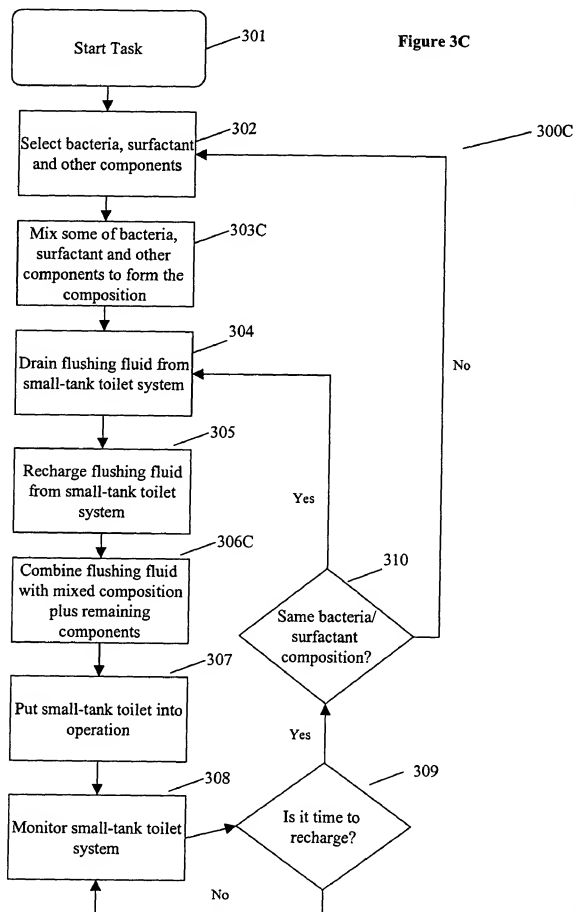 Start Task
301
Figure 3C
302
300C
Select bacteria, surfactant
and other components
303C
Mix some of bacteria,
surfactant and other
components to form the
composition
304
Drain flushing fluid from
small-tank toilet system
No
305
Recharge flushing fluid
from small-tank toilet
system
Yes
306C
Combine flushing fluid
with mixed composition
plus remaining
components
310
Same bacteria/
surfactant
composition?
307
Put small-tank toilet into
operation
Yes
308
309
Monitor small-tank toilet
system
Is it time to
recharge?
No